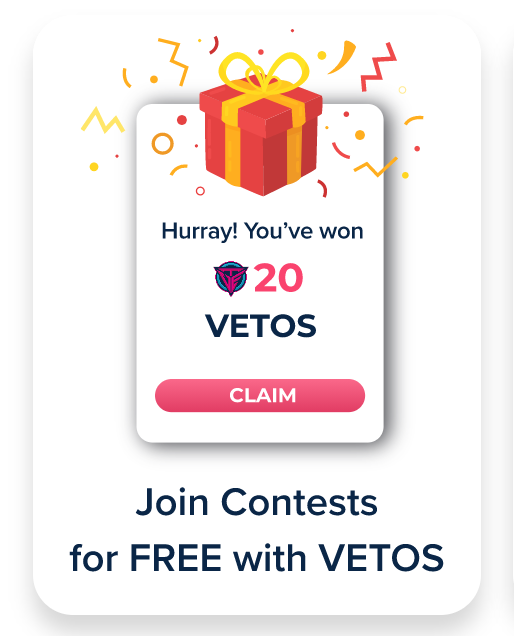 Hurray! You’ve won
20
VETOS
CLAIM
Join Contests
for FREE with VETOS